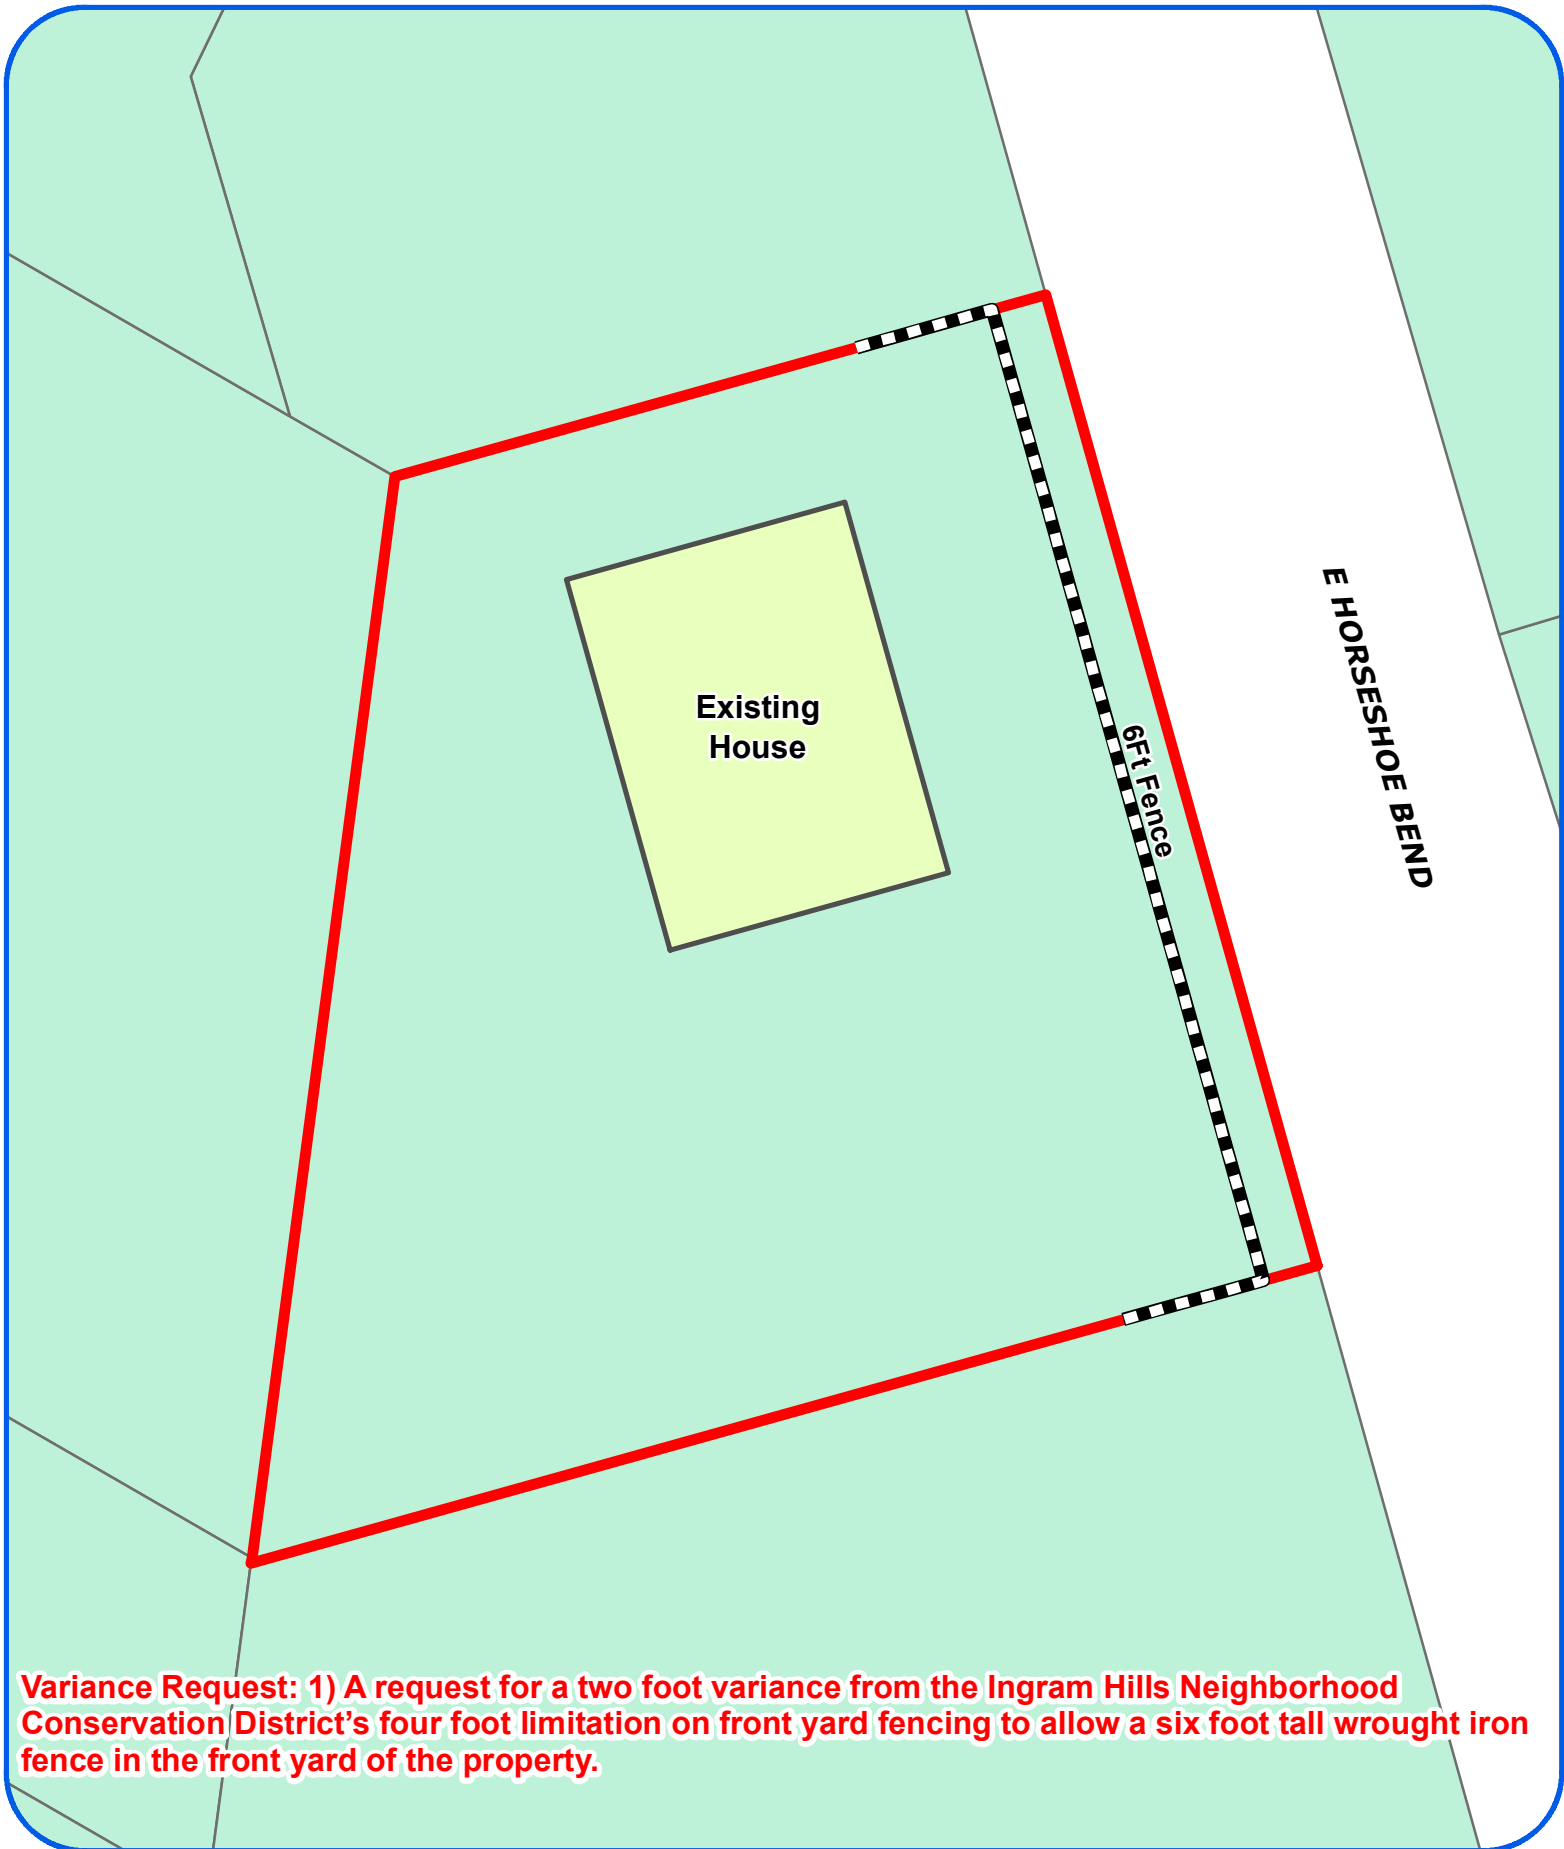 Existing
House
6Ft Fence
E HORSESHOE BEND
Variance Request: 1) A request for a two foot variance from the Ingram Hills Neighborhood
Conservation District’s four foot limitation on front yard fencing to allow a six foot tall wrought iron
fence in the front yard of the property.